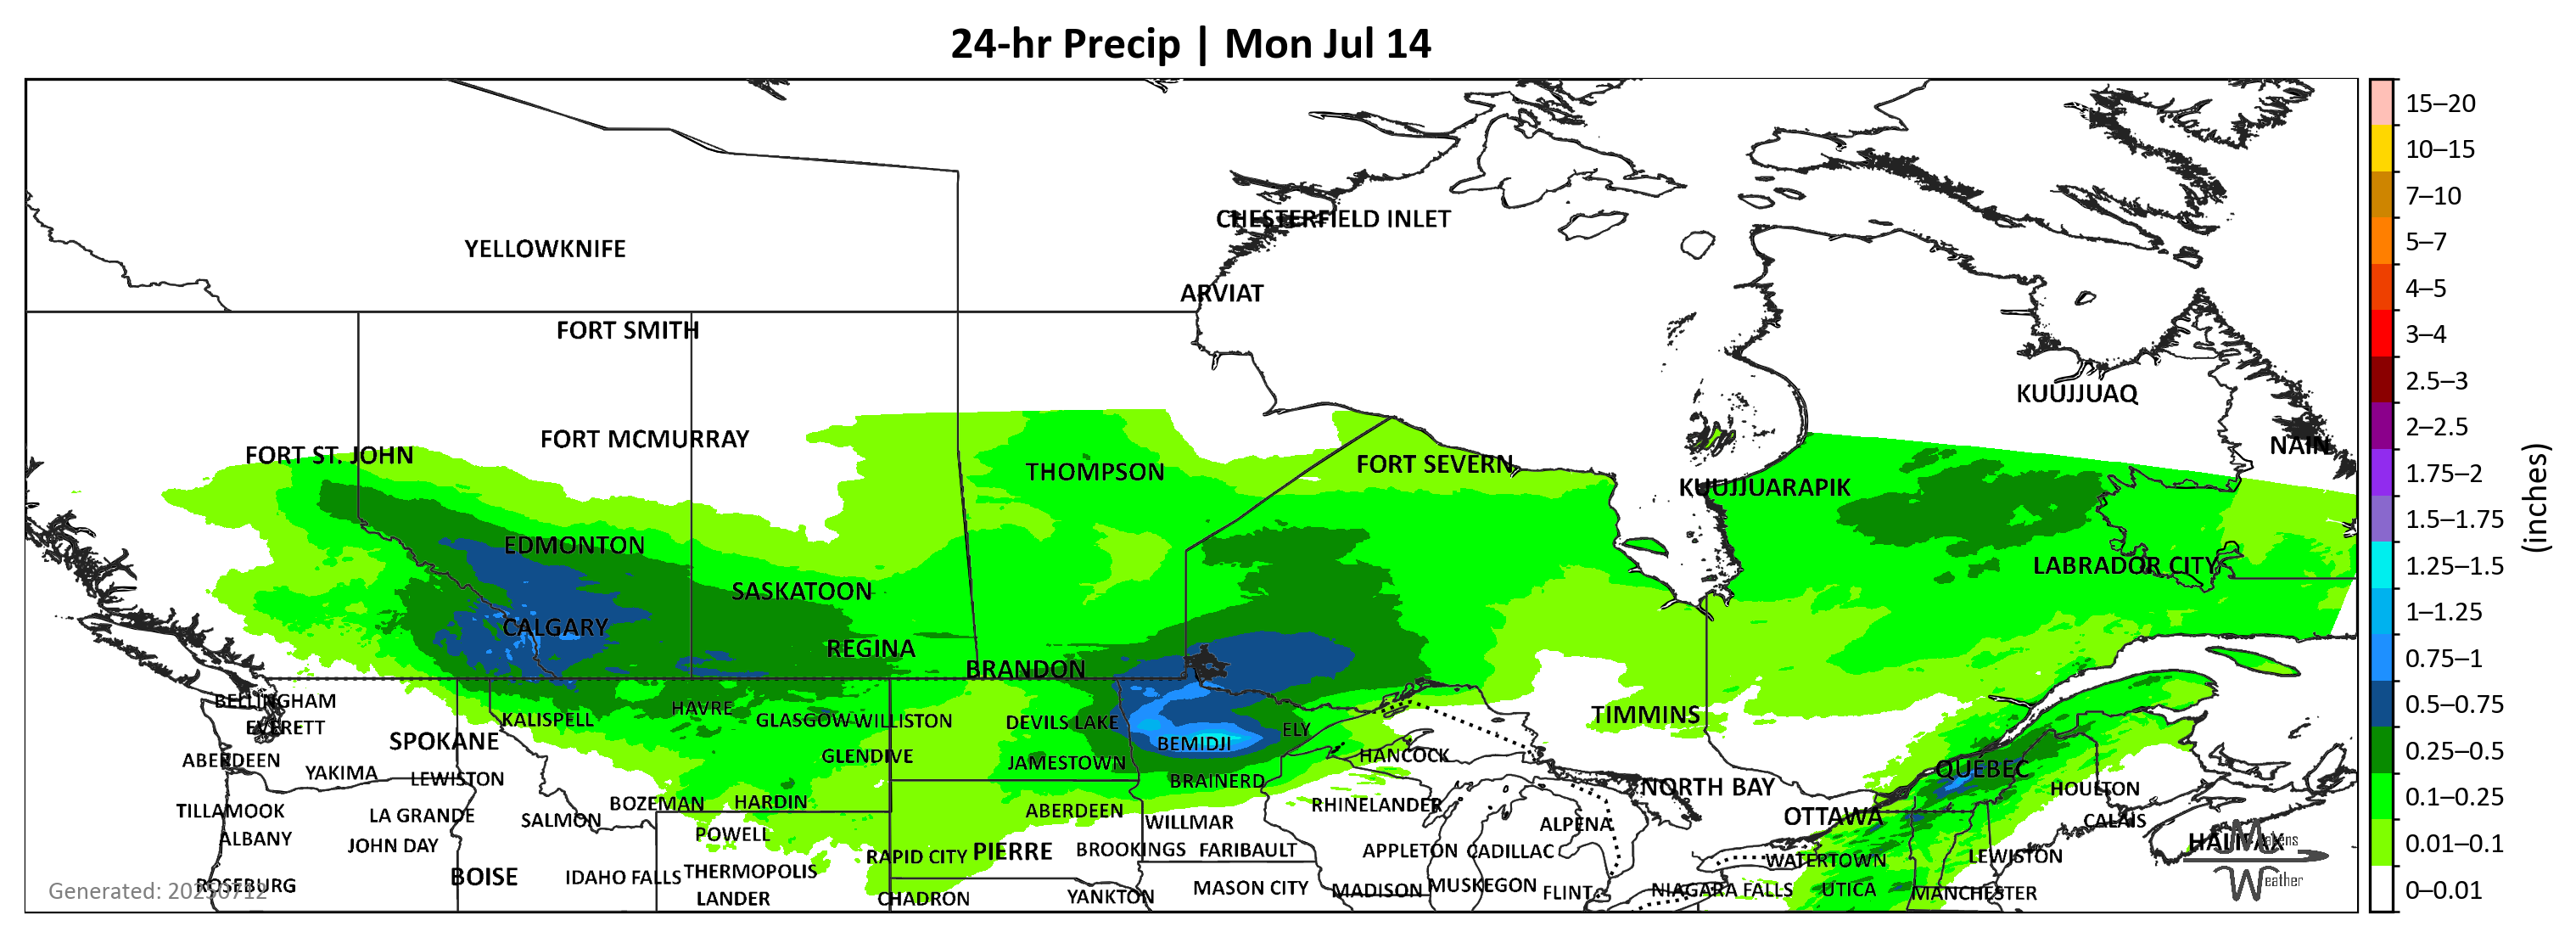 24-hr Precip | Mon Jul 14
CHESTERFIELD INLET
YELLOWKNIFE
ARVIAT
FORT SMITH
KUUJJUAQ
FORT MCMURRAY
NAIN
FORT ST. JOHN
FORT SEVERN
THOMPSON
KUUJJUARAPIK
EDMONTON
LABRADOR CITY
SASKATOON
CALGARY
REGINA
BRANDON
BELLINGHAM
HAVRE
TIMMINS
KALISPELL
GLASGOW
WILLISTON
DEVILS LAKE
EVERETT
ELY
SPOKANE
BEMIDJI
GLENDIVE
HANCOCK
ABERDEEN
JAMESTOWN
QUÉBEC
YAKIMA
LEWISTON
BRAINERD
NORTH BAY
HOULTON
BOZEMAN
HARDIN
RHINELANDER
TILLAMOOK
LA GRANDE
ABERDEEN
OTTAWA
SALMON
WILLMAR
ALPENA
CALAIS
ALBANY
POWELL
JOHN DAY
HALIFAX
BROOKINGS
FARIBAULT
APPLETON
CADILLAC
PIERRE
RAPID CITY
LEWISTON
WATERTOWN
THERMOPOLIS
BOISE
IDAHO FALLS
ROSEBURG
MASON CITY
MADISON
MUSKEGON
FLINT
NIAGARA FALLS
UTICA
MANCHESTER
LANDER
CHADRON
YANKTON
Generated: 20250712
Weather
15–20
10–15
7–10
5–7
4–5
3–4
2.5–3
2–2.5
1.75–2
1.5–1.75
1.25–1.5
1–1.25
0.75–1
0.5–0.75
0.25–0.5
0.1–0.25
0.01–0.1
0–0.01
(inches)